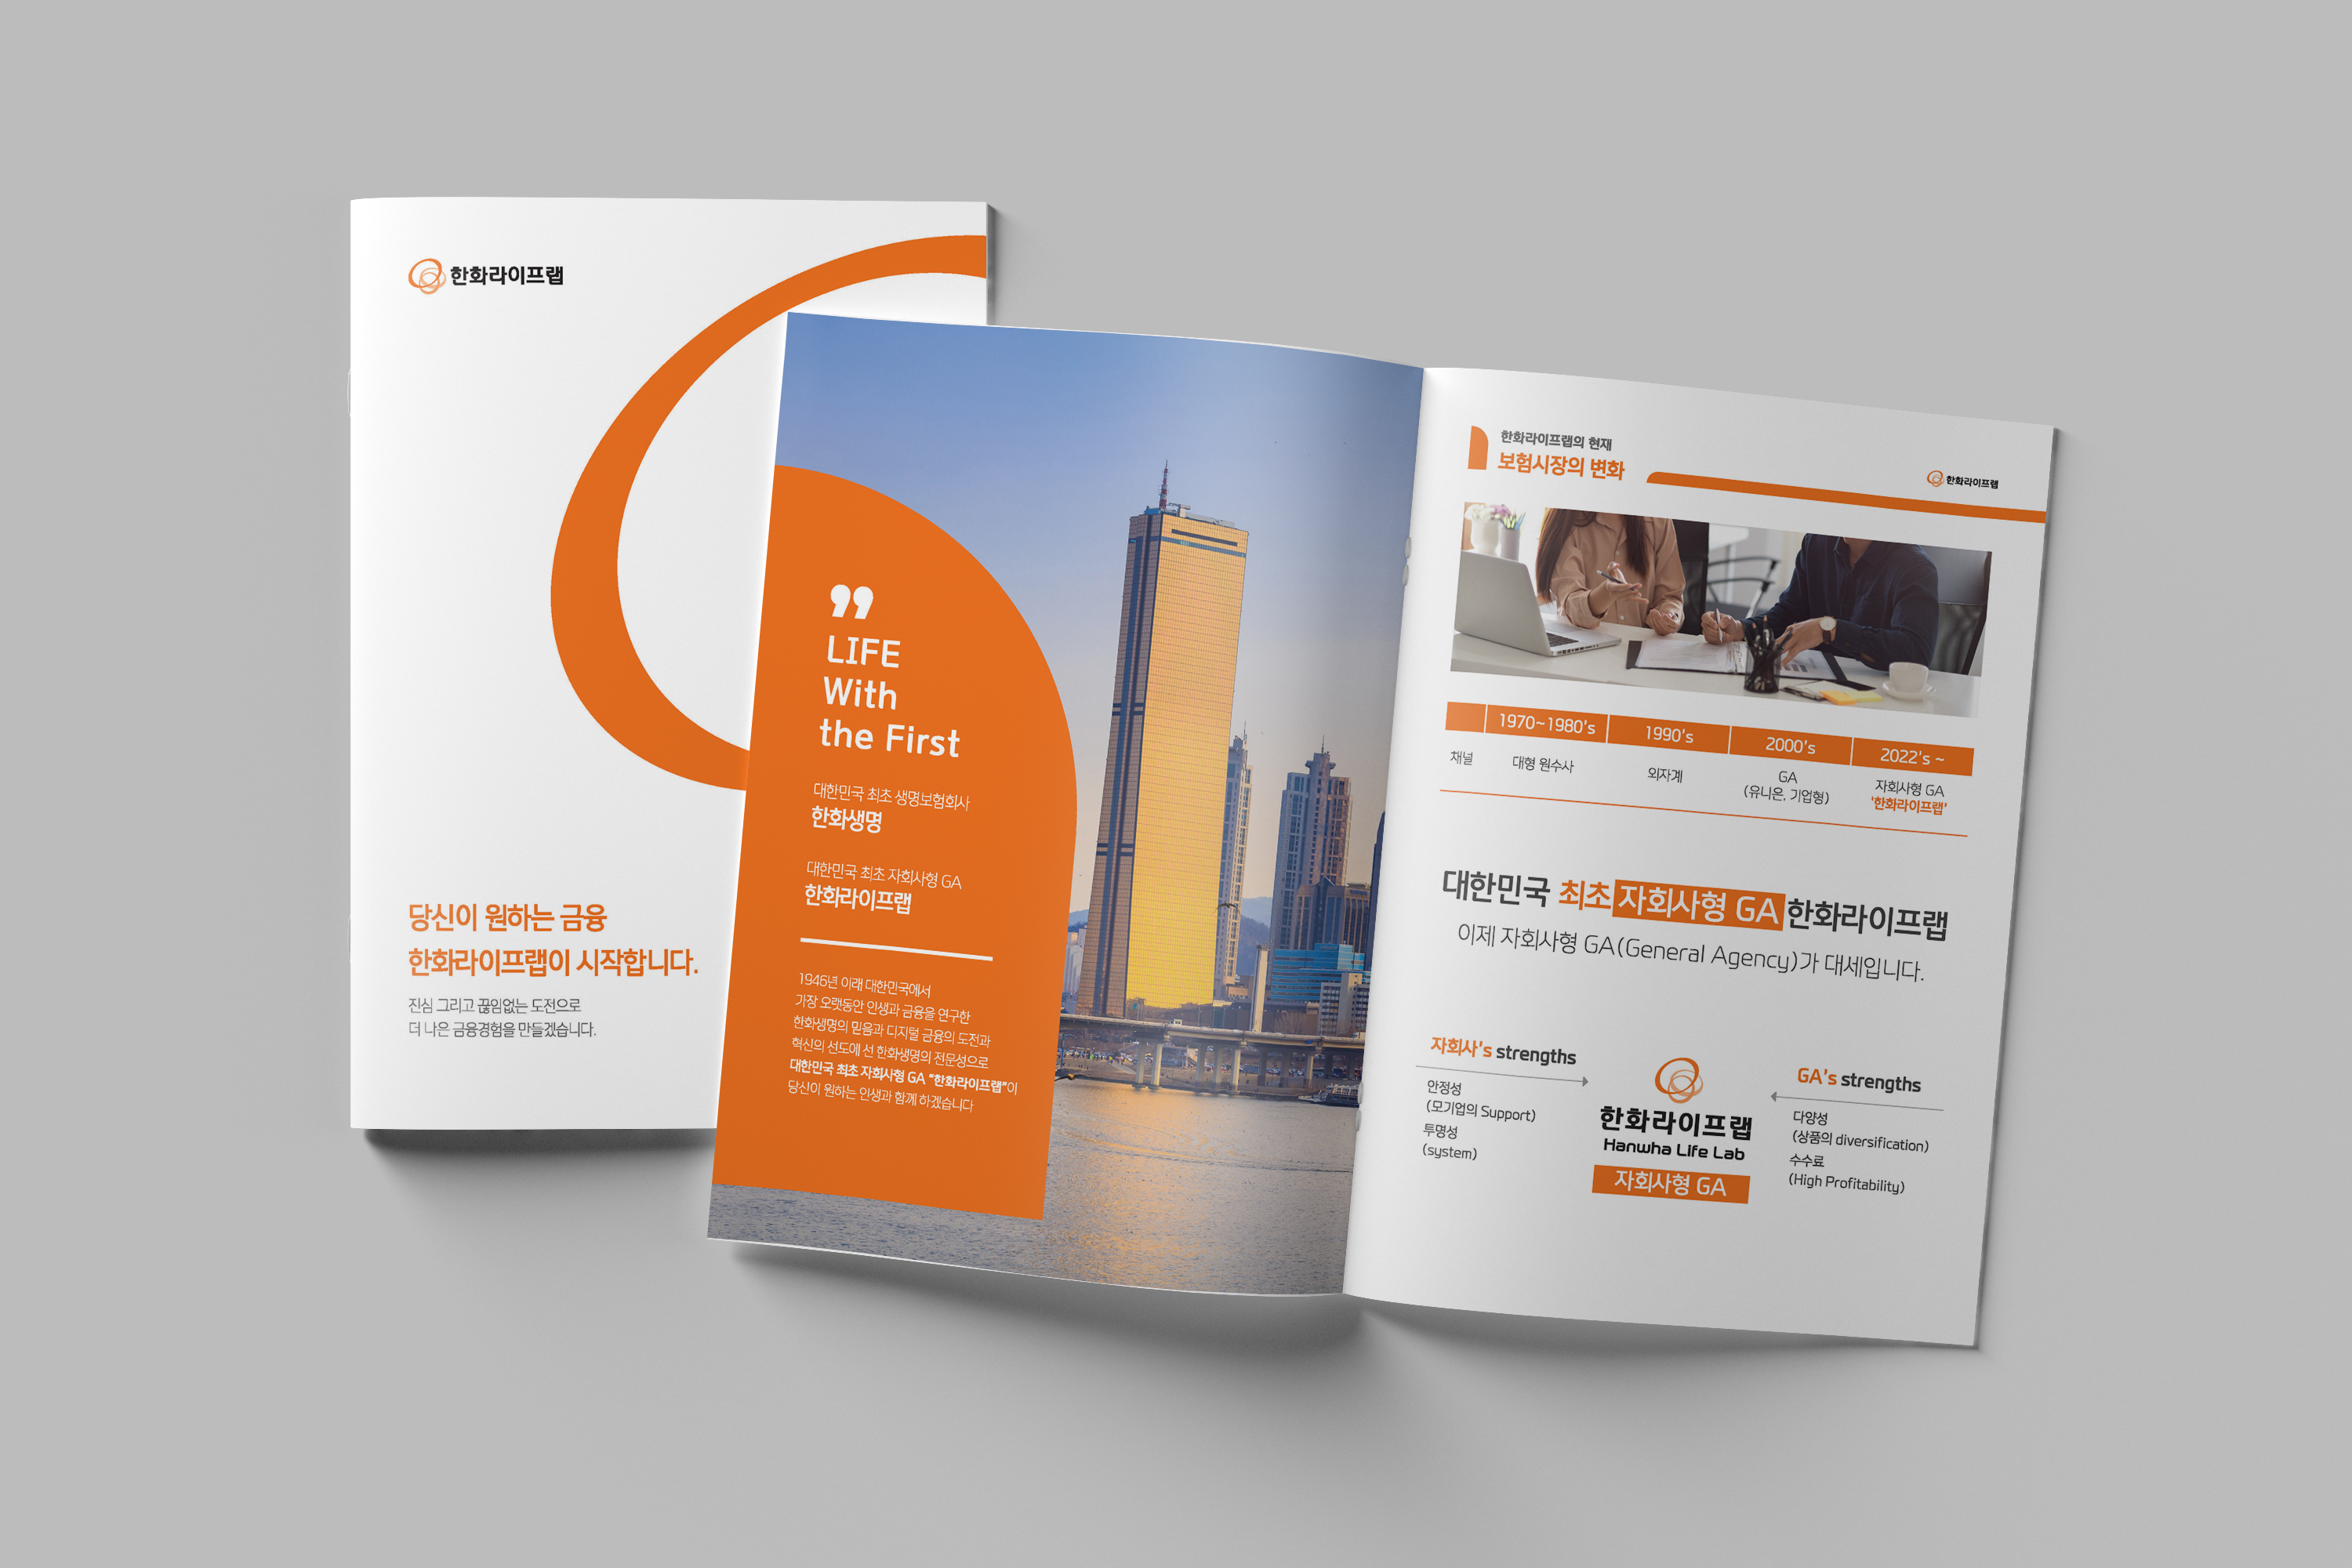 한화라이프랩
당신이 원하는 금융
한화라이프랩이 시작합니다.
진심 그리고 끊임없는 도전으로
더 나은 금융경험을 만들겠습니다.
LIFE
With
the First
대한민국 최초 생명보험회사
한화생명
대한민국 최초 자회사형 GA
한화라이프랩
1946년 이래 대한민국에서
가장 오랫동안 인생과 금융을 연구한
한화생명의 믿음과 디지털 금융의 도전과
혁신의 선도에 선 한화생명의 전문성으로
대한민국 최초 자회사형 GA “한화라이프랩”이
당신이 원하는 인생과 함께 하겠습니다
한화라이프랩의 현재
보험시장의 변화
한화라이프랩
1970~1980's 1990's 2000's 2022's ~
채널 대형 원수사 외자계 GA 자회사형 GA
(유니온, 기업형) '한화라이프랩'
대한민국 최초 자회사형 GA 한화라이프랩
이제 자회사형 GA(General Agency)가 대세입니다.
자회사's strengths
안정성
(모기업의 Support)
투명성
(system)
한화라이프랩
Hanwha Life Lab
자회사형 GA
GA's strengths
다양성
(상품의 diversification)
수수료
(High Profitability)